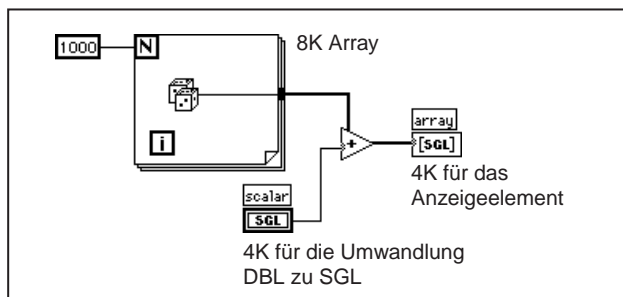 8K Array
1000
N
i
array
[SGL]
+
4K für das
Anzeigeelement
scalar
SGL
4K für die Umwandlung
DBL zu SGL